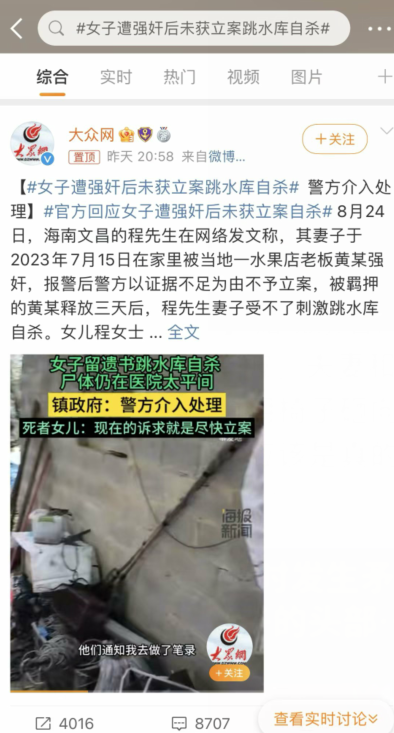 #女子遭强奸后未获立案跳水库自杀#
综合 实时 热门 视频 图片
大众网
+关注
置顶 昨天 20:58 来自微博...
【#女子遭强奸后未获立案跳水库自杀# 警方介入处
理】#官方回应女子遭强奸后未获立案自杀# 8月24
日，海南文昌的程先生在网络发文称，其妻子于
2023年7月15日在家里被当地一水果店老板黄某强
奸，报警后警方以证据不足为由不予立案，被羁押
的黄某释放三天后，程先生妻子受不了刺激跳水库
自杀。女儿程女士 ... 全文
女子留遗书跳水库自杀
尸体仍在医院太平间
镇政府：警方介入处理
死者女儿：现在的诉求就是尽快立案
海报
新闻
大众网
+关注
他们通知我去做了笔录
4016
8707
查看实时讨论